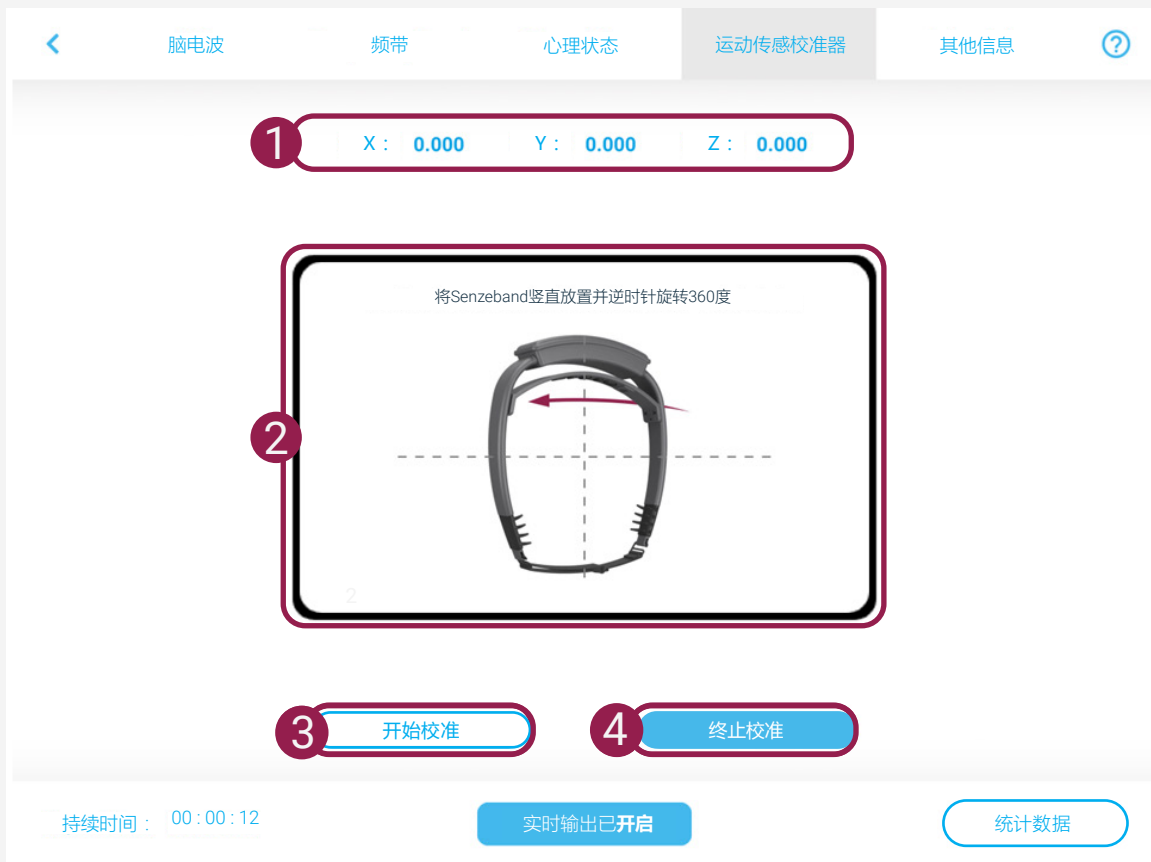 脑电波 频带 心理状态 运动传感校准器 其他信息 ?
1 X : 0.000 Y : 0.000 Z : 0.000
将Senzeband竖直放置并逆时针旋转360度
2
2
3 开始校准 4 终止校准
持续时间 : 00 : 00 : 12 实时输出已开启 统计数据